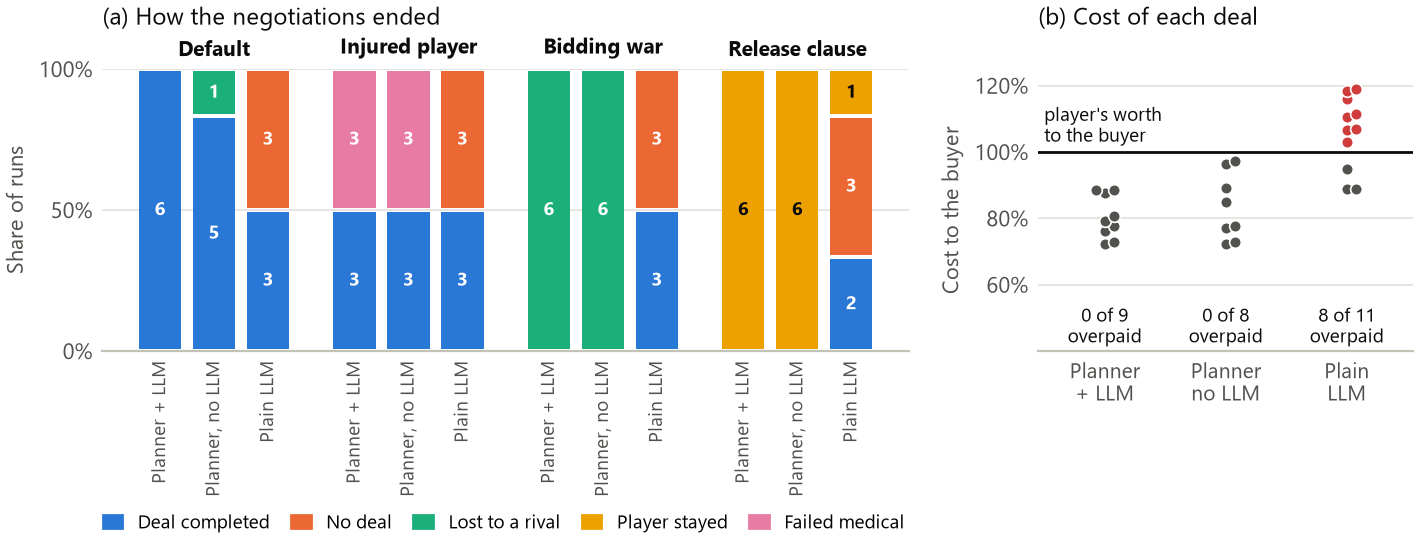 (a) How the negotiations ended
Default
Injured player
Bidding war
Release clause
Share of runs
100%
50%
0%
6
1
5
3
3
3
3
3
3
3
3
6
6
3
3
6
6
1
3
2
Planner + LLM
Planner, no LLM
Plain LLM
Planner + LLM
Planner, no LLM
Plain LLM
Planner + LLM
Planner, no LLM
Plain LLM
Planner + LLM
Planner, no LLM
Plain LLM
Deal completed
No deal
Lost to a rival
Player stayed
Failed medical
(b) Cost of each deal
Cost to the buyer
120%
100%
80%
60%
player's worth
to the buyer
0 of 9
overpaid
0 of 8
overpaid
8 of 11
overpaid
Planner
+ LLM
Planner
no LLM
Plain
LLM